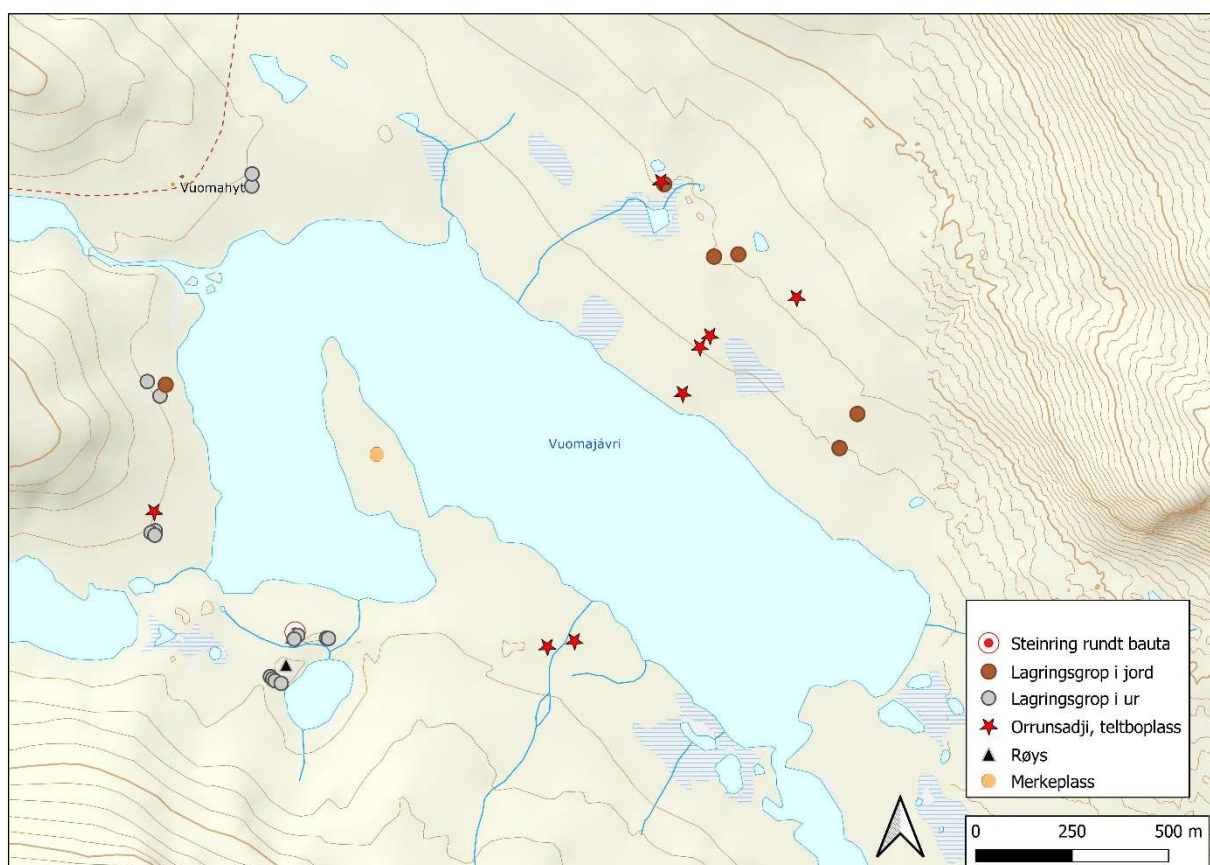 Vuomahyt
Vuomajávri
Steinring rundt bauta
Lagringsgrop i jord
Lagringsgrop i ur
Orrunsadji, teltboplass
Røys
Merkeplass
0 250 500 m